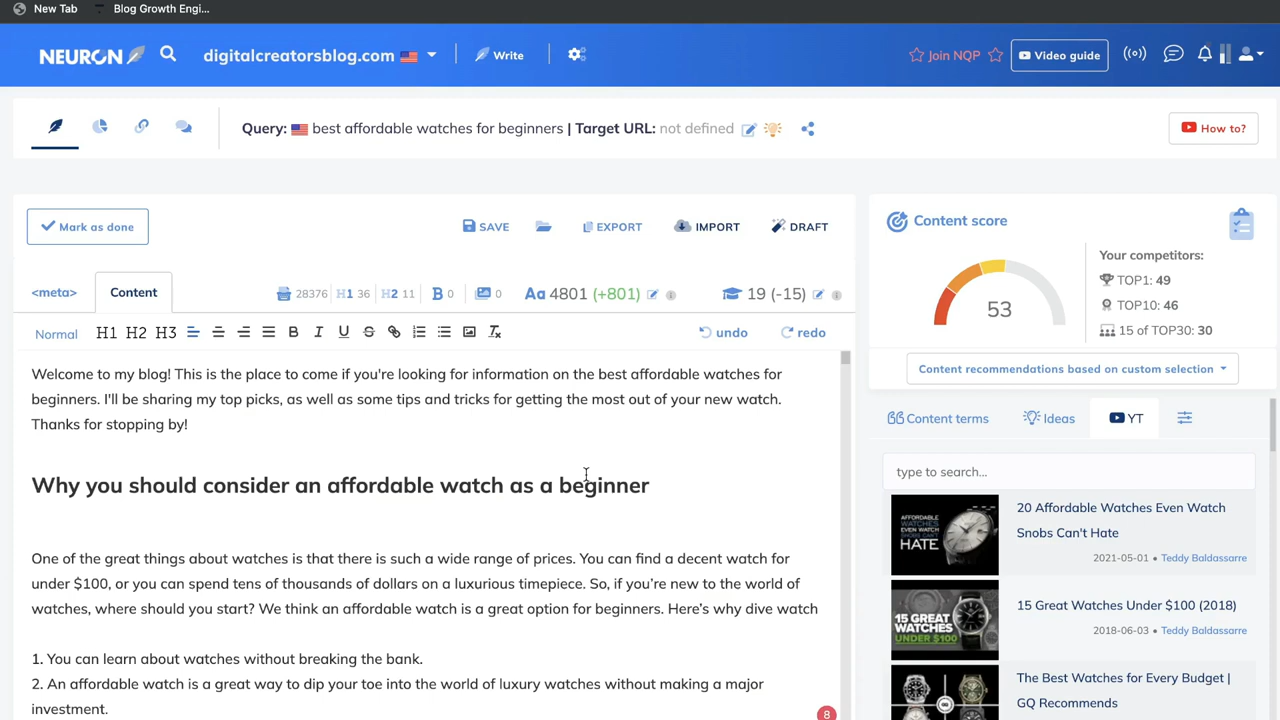 New Tab Blog Growth Engi...
NEURON digitalcreatorsblog.com Write Join NQP Video guide
Query: best affordable watches for beginners | Target URL: not defined How to?
Mark as done SAVE EXPORT IMPORT DRAFT
<meta> Content 28376 H1 36 H2 11 B 0 0 Aa 4801 (+801) 19 (-15)
Normal H1 H2 H3 B I U S undo redo
Welcome to my blog! This is the place to come if you're looking for information on the best affordable watches for
beginners. I'll be sharing my top picks, as well as some tips and tricks for getting the most out of your new watch.
Thanks for stopping by!
Why you should consider an affordable watch as a beginner
One of the great things about watches is that there is such a wide range of prices. You can find a decent watch for
under $100, or you can spend tens of thousands of dollars on a luxurious timepiece. So, if you're new to the world of
watches, where should you start? We think an affordable watch is a great option for beginners. Here's why dive watch
1. You can learn about watches without breaking the bank.
2. An affordable watch is a great way to dip your toe into the world of luxury watches without making a major
investment.
8
Content score
53
Your competitors:
TOP1: 49
TOP10: 46
15 of TOP30: 30
Content recommendations based on custom selection
Content terms Ideas YT
type to search...
AFFORDABLE
WATCHES
EVEN WATCH
SNOBS CAN'T
HATE
20 Affordable Watches Even Watch
Snobs Can't Hate
2021-05-01 • Teddy Baldassarre
15 GREAT
WATCHES
UNDER $100
15 Great Watches Under $100 (2018)
2018-06-03 • Teddy Baldassarre
The Best Watches for Every Budget |
GQ Recommends